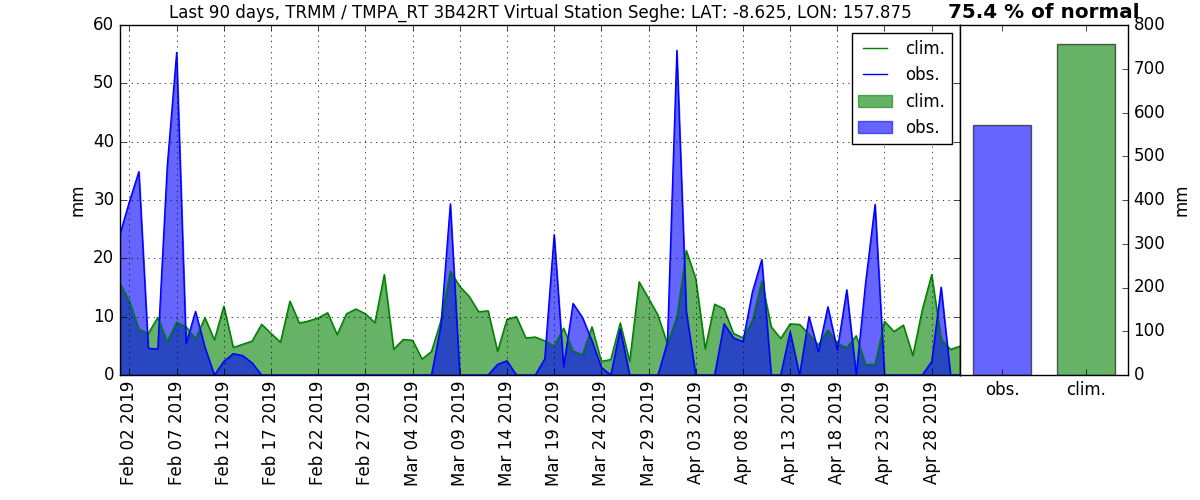 Last 90 days, TRMM / TMPA_RT 3B42RT Virtual Station Seghe: LAT: -8.625, LON: 157.875
75.4 % of normal
60
50
40
30
20
10
0
mm
clim.
obs.
clim.
obs.
Feb 02 2019
Feb 07 2019
Feb 12 2019
Feb 17 2019
Feb 22 2019
Feb 27 2019
Mar 04 2019
Mar 09 2019
Mar 14 2019
Mar 19 2019
Mar 24 2019
Mar 29 2019
Apr 03 2019
Apr 08 2019
Apr 13 2019
Apr 18 2019
Apr 23 2019
Apr 28 2019
800
700
600
500
400
300
200
100
0
mm
obs.
clim.